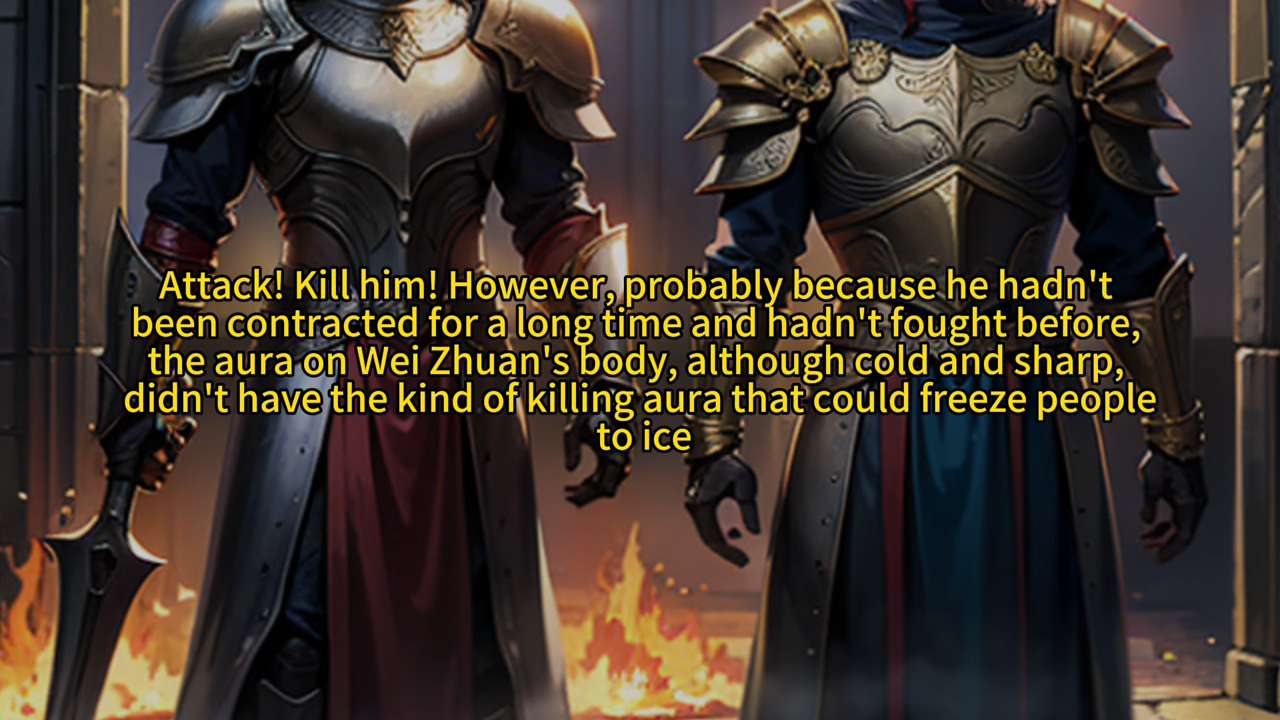 Attack! Kill him! However, probably because he hadn't
been contracted for a long time and hadn't fought before,
the aura on Wei Zhuan's body, although cold and sharp,
didn't have the kind of killing aura that could freeze people
to ice